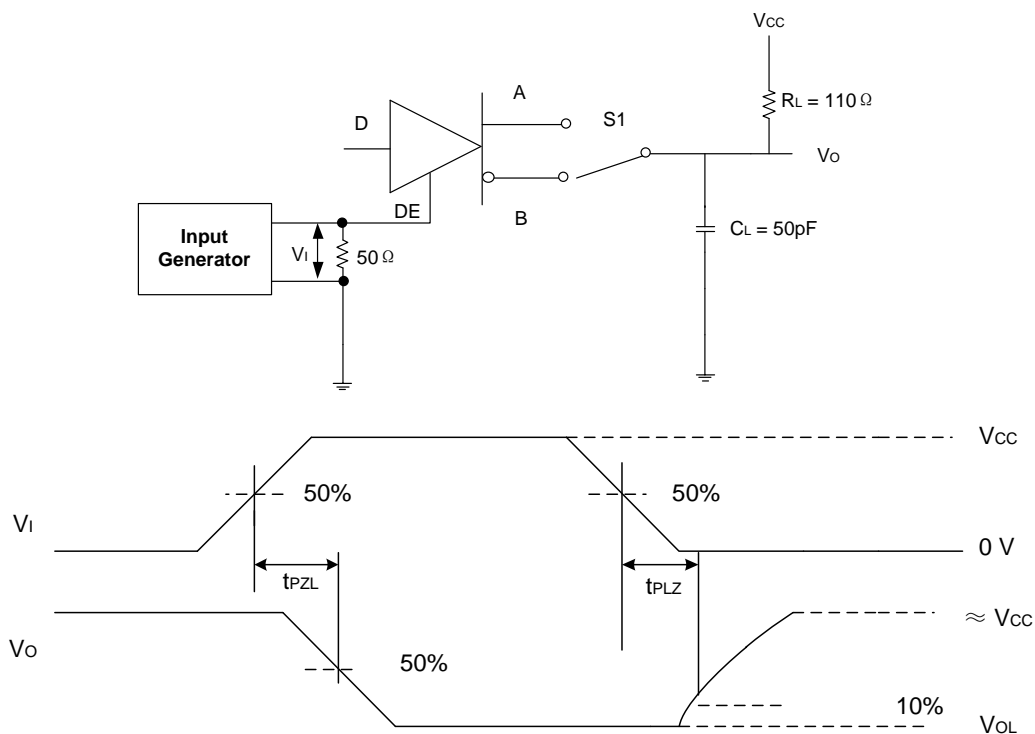 VCC
RL = 110 Ω
A
S1
D
VO
B
DE
Input
Generator
VI
50 Ω
CL = 50pF
VCC
50%
50%
VI
0 V
tPZL
tPLZ
≈ VCC
VO
50%
10%
VOL